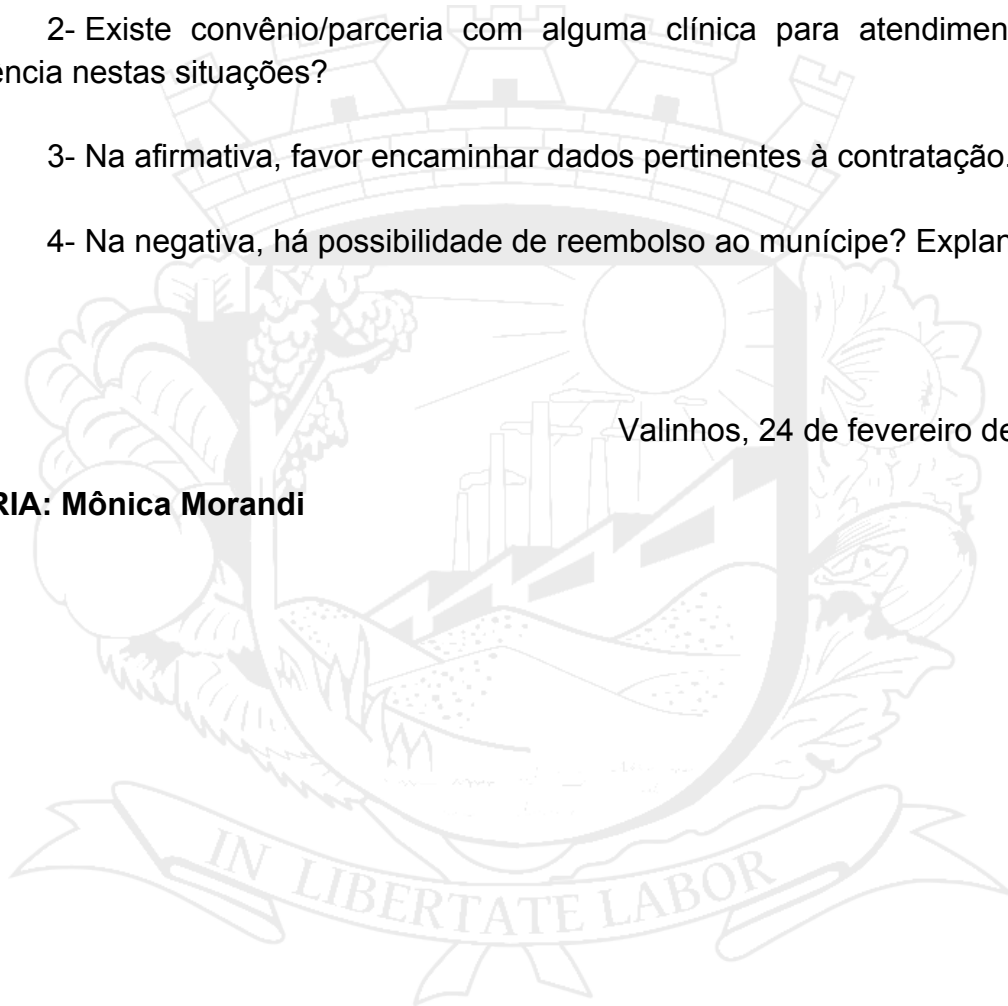 2- Existe convênio/parceria com alguma clínica para atendimen
ência nestas situações?
3- Na afirmativa, favor encaminhar dados pertinentes à contratação.
4- Na negativa, há possibilidade de reembolso ao munícipe? Explan
Valinhos, 24 de fevereiro de
RIA: Mônica Morandi
IN LIBERTATE LABOR